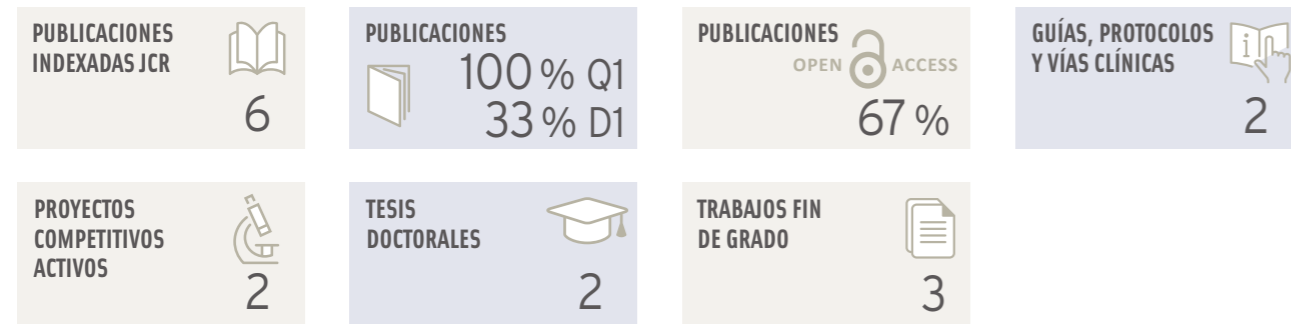 PUBLICACIONES
INDEXADAS JCR
6
PUBLICACIONES
100 % Q1
33 % D1
PUBLICACIONES
OPEN ACCESS
67 %
GUÍAS, PROTOCOLOS
Y VÍAS CLÍNICAS
i
2
PROYECTOS
COMPETITIVOS
ACTIVOS
2
TESIS
DOCTORALES
2
TRABAJOS FIN
DE GRADO
3